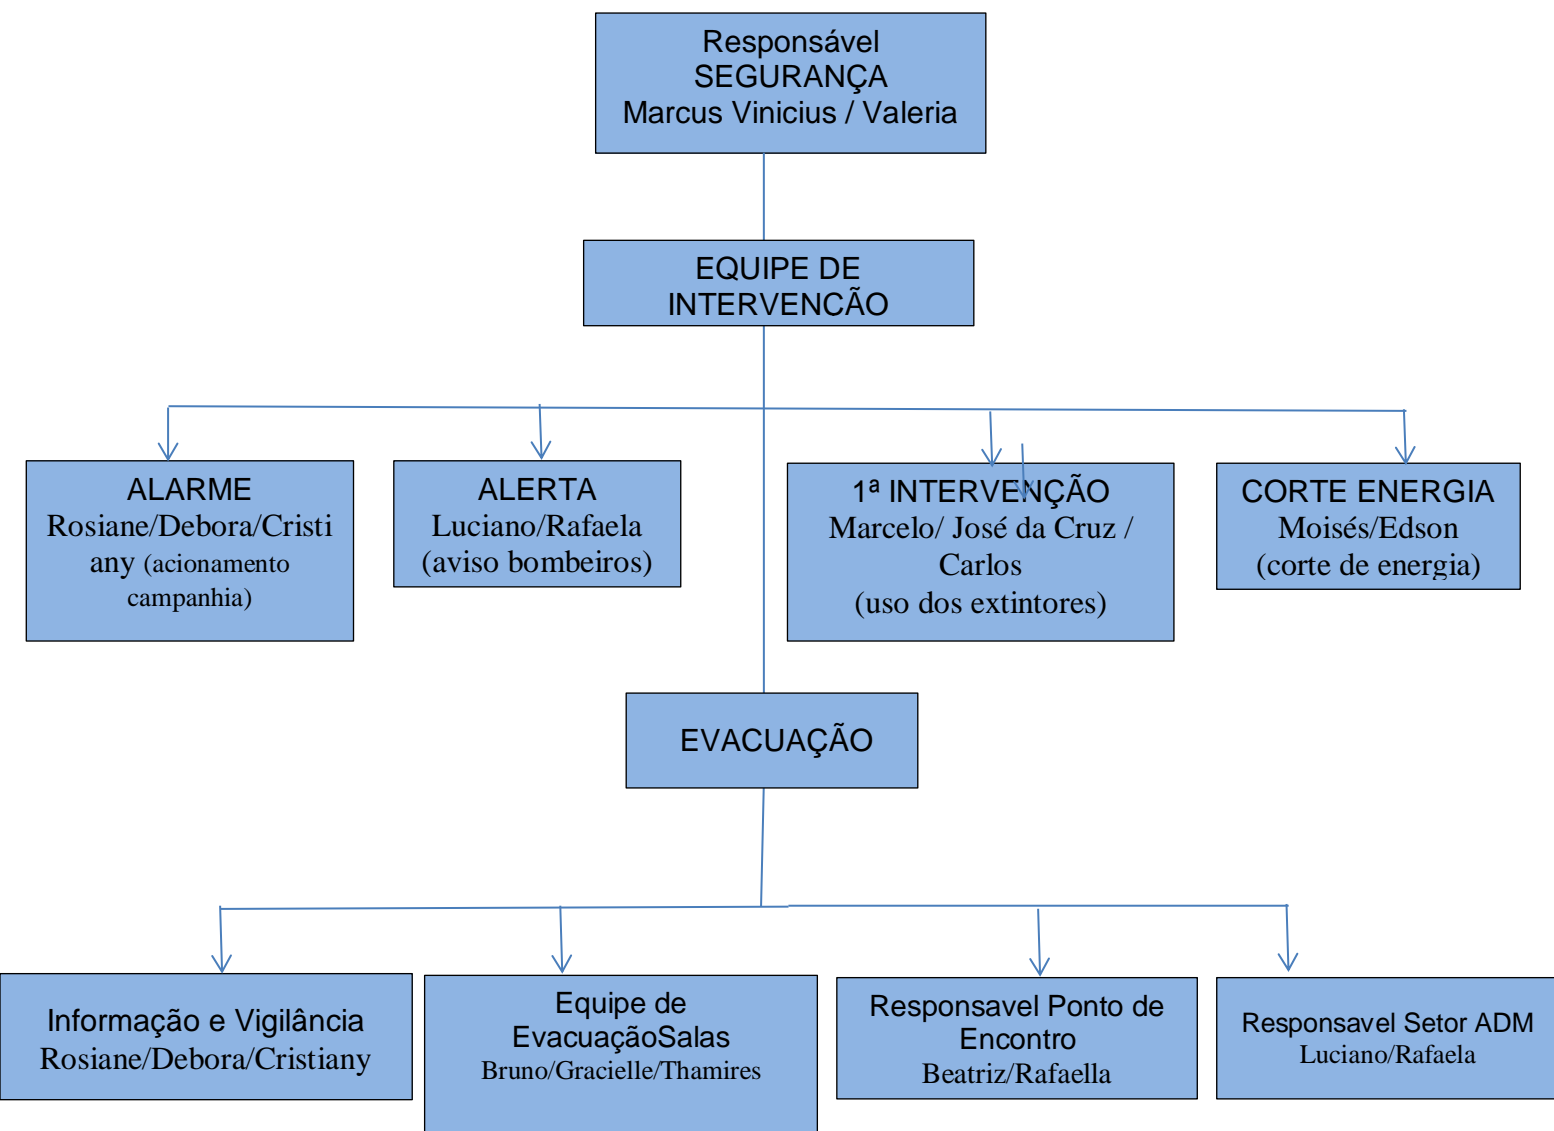 Responsável
SEGURANÇA
Marcus Vinicius / Valeria
EQUIPE DE
INTERVENCÃO
ALARME
Rosiane/Debora/Cristi
any (acionamento
campanhia)
ALERTA
Luciano/Rafaela
(aviso bombeiros)
1ª INTERVENÇÃO
Marcelo/ José da Cruz /
Carlos
(uso dos extintores)
CORTE ENERGIA
Moisés/Edson
(corte de energia)
EVACUAÇÃO
Informação e Vigilância
Rosiane/Debora/Cristiany
Equipe de
EvacuaçãoSalas
Bruno/Gracielle/Thamires
Responsavel Ponto de
Encontro
Beatriz/Rafaella
Responsavel Setor ADM
Luciano/Rafaela